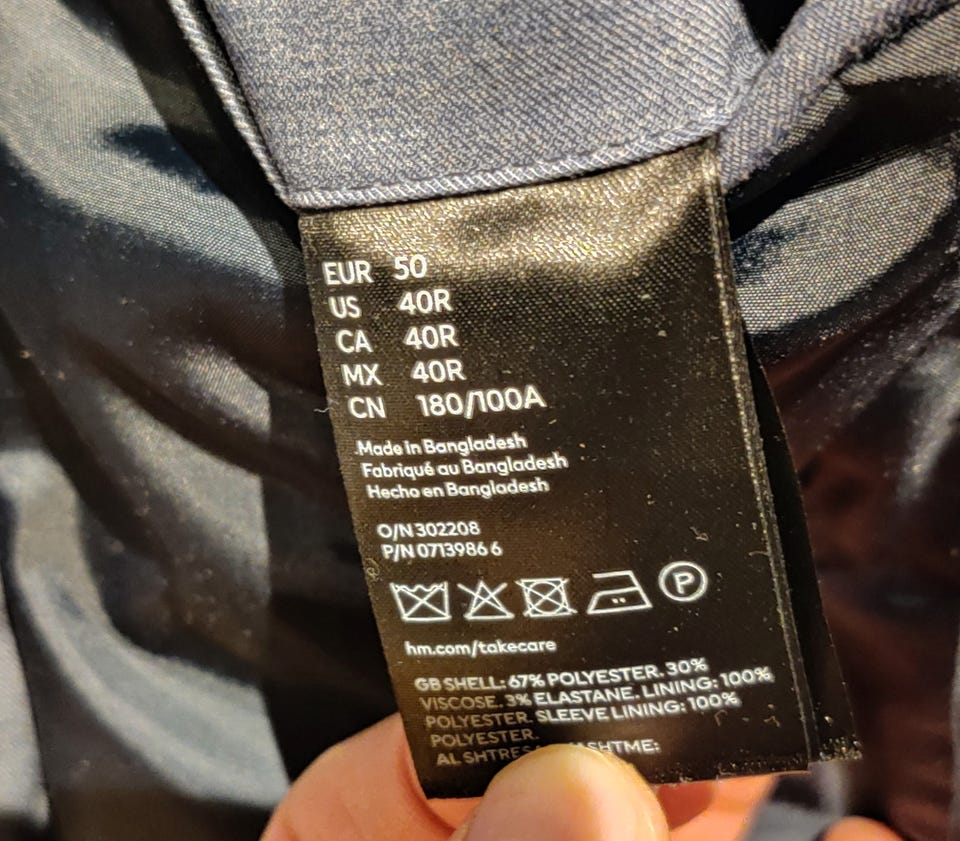 EUR 50
US 40R
CA 40R
MX 40R
CN 180/100A
Made in Bangladesh
Fabriqué au Bangladesh
Hecho en Bangladesh
O/N 302208
P/N 0713986 6
P
hm.com/takecare
GB SHELL: 67% POLYESTER. 30%
VISCOSE. 3% ELASTANE. LINING: 100%
POLYESTER. SLEEVE LINING: 100%
POLYESTER.
AL